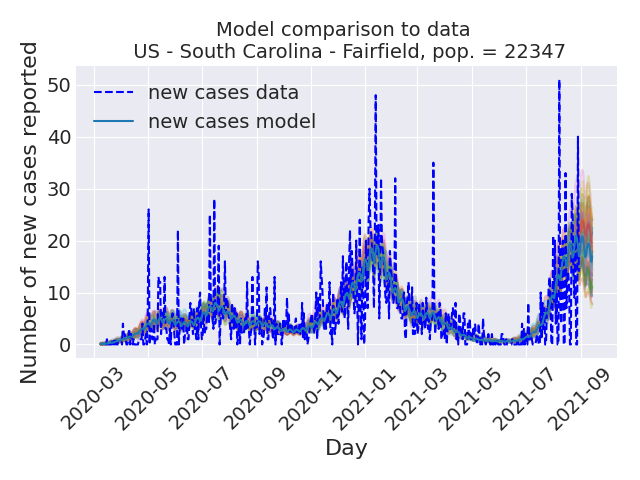 Model comparison to data
US - South Carolina - Fairfield, pop. = 22347
Number of new cases reported
50
40
30
20
10
0
new cases data
new cases model
2020-03
2020-05
2020-07
2020-09
2020-11
2021-01
2021-03
2021-05
2021-07
2021-09
Day